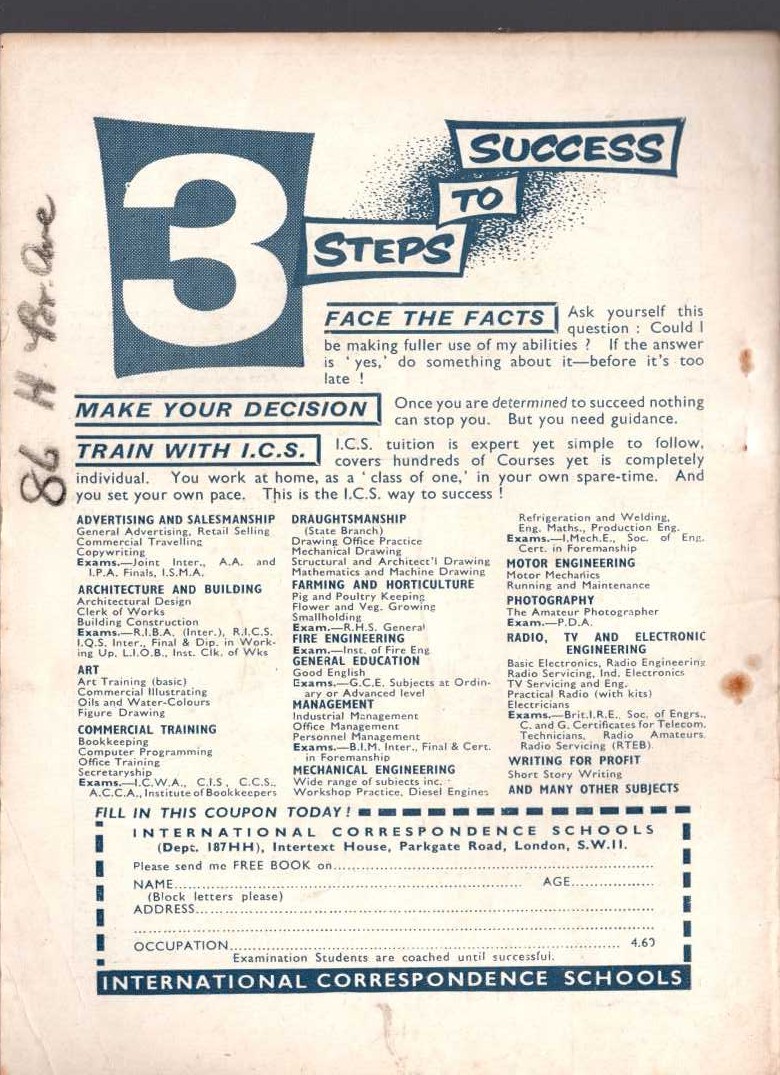 3
STEPS
TO
SUCCESS
FACE THE FACTS
Ask yourself this
question : Could I
be making fuller use of my abilities ? If the answer
is ‘ yes,’ do something about it—before it's too
late !
MAKE YOUR DECISION
Once you are determined to succeed nothing
can stop you. But you need guidance.
TRAIN WITH I.C.S.
I.C.S. tuition is expert yet simple to follow,
covers hundreds of Courses yet is completely
individual. You work at home, as a ‘ class of one,’ in your own spare-time. And
you set your own pace. This is the I.C.S. way to success !
ADVERTISING AND SALESMANSHIP
General Advertising, Retail Selling
Commercial Travelling
Copywriting
Exams.—Joint Inter., A.A. and
I.P.A. Finals, I.S.M.A.
ARCHITECTURE AND BUILDING
Architectural Design
Clerk of Works
Building Construction
Exams.—R.I.B.A. (Inter.), R.I.C.S.
I.Q.S. Inter., Final & Dip. in Work-
ing Up, L.I.O.B., Inst. Clk. of Wks
ART
Art Training (basic)
Commercial Illustrating
Oils and Water-Colours
Figure Drawing
COMMERCIAL TRAINING
Bookkeeping
Computer Programming
Office Training
Secretaryship
Exams.—I.C.W.A., C.I.S., C.C.S.,
A.C.C.A., Institute of Bookkeepers
DRAUGHTSMANSHIP
(State Branch)
Drawing Office Practice
Mechanical Drawing
Structural and Architect'l Drawing
Mathematics and Machine Drawing
FARMING AND HORTICULTURE
Pig and Poultry Keeping
Flower and Veg. Growing
Smallholding
Exam.—R.H.S. General
FIRE ENGINEERING
Exam.—Inst. of Fire Eng
GENERAL EDUCATION
Good English
Exams.—G.C.E. Subjects at Ordin-
ary or Advanced level
MANAGEMENT
Industrial Management
Office Management
Personnel Management
Exams.—B.I.M. Inter., Final & Cert.
in Foremanship
MECHANICAL ENGINEERING
Wide range of subjects inc.
Workshop Practice, Diesel Engines
Refrigeration and Welding,
Eng. Maths., Production Eng.
Exams.—I.Mech.E., Soc. of Eng.
Cert. in Foremanship
MOTOR ENGINEERING
Motor Mechanics
Running and Maintenance
PHOTOGRAPHY
The Amateur Photographer
Exam.—P.D.A.
RADIO, TV AND ELECTRONIC
ENGINEERING
Basic Electronics, Radio Engineering
Radio Servicing, Ind. Electronics
TV Servicing and Eng.
Practical Radio (with kits)
Electricians
Exams.—Brit.I.R.E. Soc. of Engrs.,
C. and G. Certificates for Telecom.
Technicians, Radio Amateurs.
Radio Servicing (RTEB)
WRITING FOR PROFIT
Short Story Writing
AND MANY OTHER SUBJECTS
FILL IN THIS COUPON TODAY !
INTERNATIONAL CORRESPONDENCE SCHOOLS
(Dept. 187HH), Intertext House, Parkgate Road, London, S.W.11.
Please send me FREE BOOK on
NAME AGE
(Block letters please)
ADDRESS
OCCUPATION
Examination Students are coached until successful.
INTERNATIONAL CORRESPONDENCE SCHOOLS
86 H